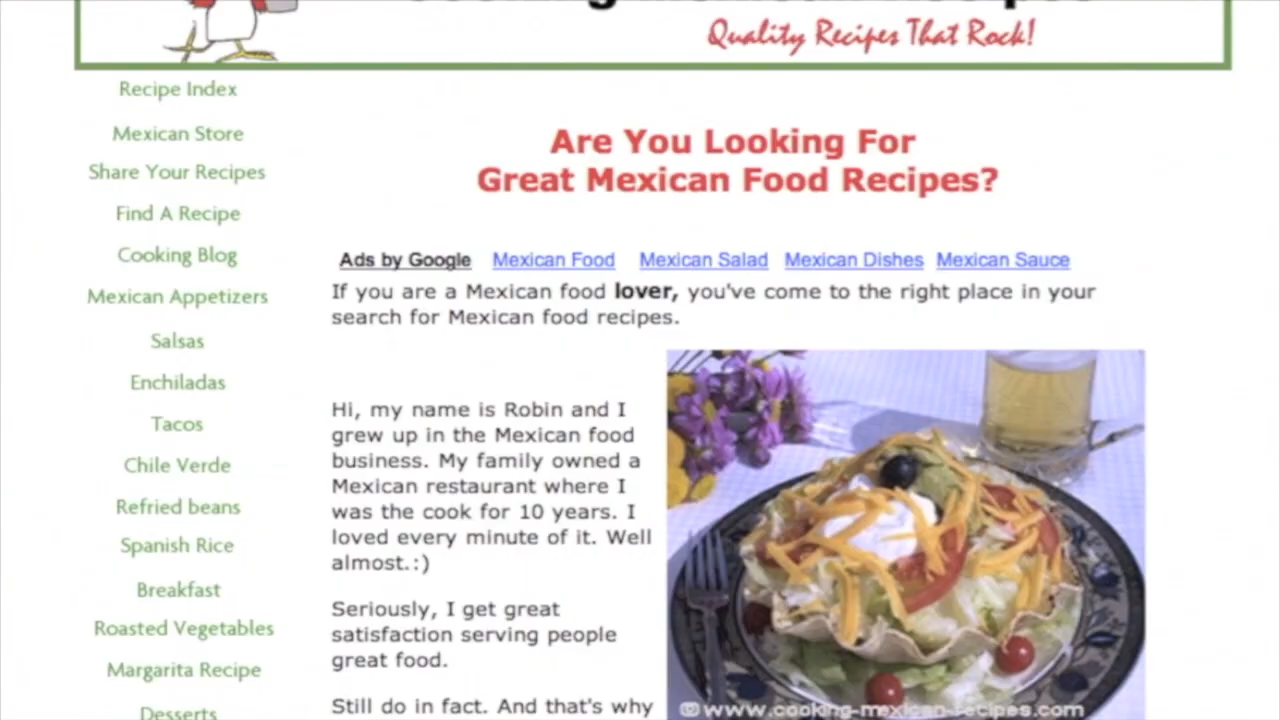 Quality Recipes That Rock!
Recipe Index
Mexican Store
Share Your Recipes
Find A Recipe
Cooking Blog
Mexican Appetizers
Salsas
Enchiladas
Tacos
Chile Verde
Refried beans
Spanish Rice
Breakfast
Roasted Vegetables
Margarita Recipe
Desserts
Are You Looking For
Great Mexican Food Recipes?
Ads by Google Mexican Food Mexican Salad Mexican Dishes Mexican Sauce
If you are a Mexican food lover, you've come to the right place in your
search for Mexican food recipes.
Hi, my name is Robin and I
grew up in the Mexican food
business. My family owned a
Mexican restaurant where I
was the cook for 10 years. I
loved every minute of it. Well
almost.:)
Seriously, I get great
satisfaction serving people
great food.
Still do in fact. And that's why
©www.cooking-mexican-recipes.com